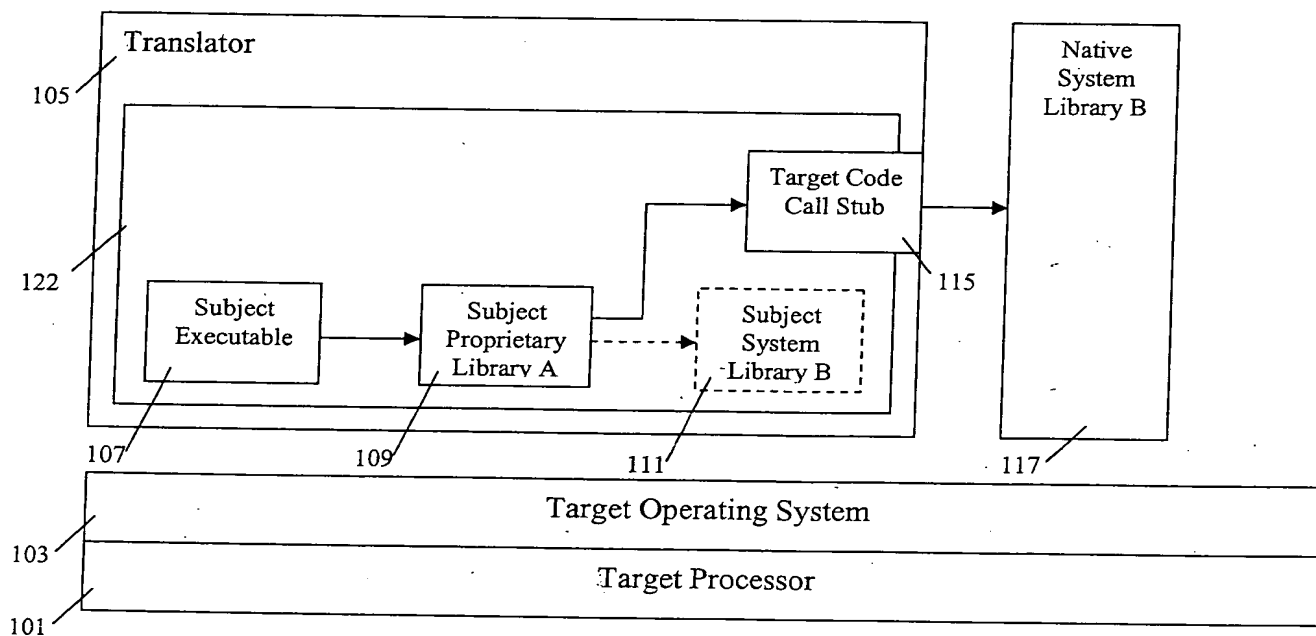 Translator
105
Native
System
Library B
Target Code
Call Stub
122
115
Subject
Executable
Subject
Proprietary
Library A
Subject
System
Library B
107
109
111
117
Target Operating System
103
Target Processor
101